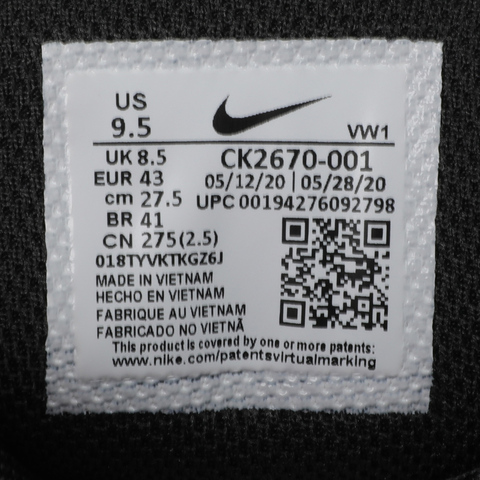 US
9.5
VW1
UK 8.5
CK2670-001
EUR 43
05/12/20 | 05/28/20
cm 27.5
UPC 00194276092798
BR 41
CN 275(2.5)
018TYVKTKGZ6J
MADE IN VIETNAM
HECHO EN VIETNAM
FABRIQUE AU VIETNAM
FABRICADO NO VIETNÃ
This product is covered by one or more patents:
www.nike.com/patentsvirtualmarking